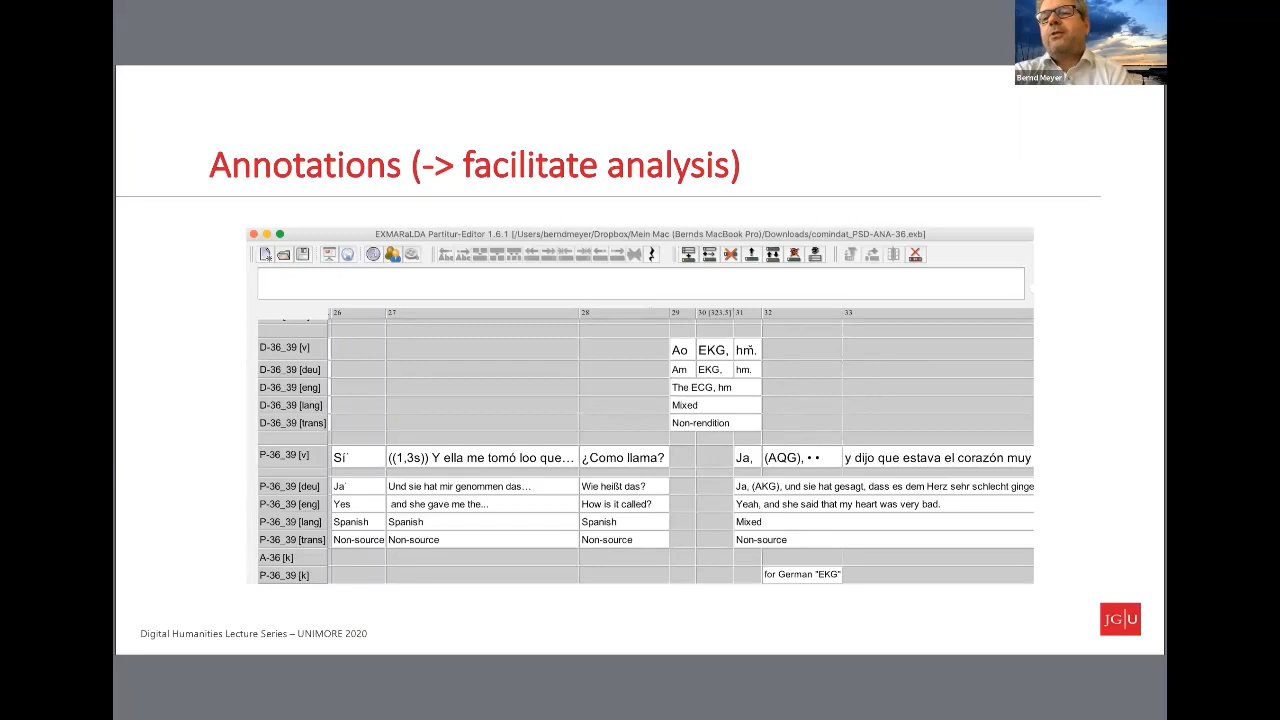 Bernd Meyer
Annotations (-> facilitate analysis)
EXMARaLDA Partitur-Editor 1.6.1 [/Users/berndmeyer/Dropbox/Mein Mac (Bernds MacBook Pro)/Downloads/comindat_PSD-ANA-36.exb]
26 27 28 29 30 [323.5] 31 32 33
D-36_39 [v] Ao EKG, hm̌.
D-36_39 [deu] Am EKG, hm.
D-36_39 [eng] The ECG, hm
D-36_39 [lang] Mixed
D-36_39 [trans] Non-rendition
P-36_39 [v] Sí˙ ((1,3s)) Y ella me tomó loo que… ¿Como llama? Ja, (AQG), • • y dijo que estava el corazón muy
P-36_39 [deu] Ja˙ Und sie hat mir genommen das… Wie heißt das? Ja, (AKG), und sie hat gesagt, dass es dem Herz sehr schlecht ginge
P-36_39 [eng] Yes and she gave me the... How is it called? Yeah, and she said that my heart was very bad.
P-36_39 [lang] Spanish Spanish Spanish Mixed
P-36_39 [trans] Non-source Non-source Non-source Non-source
A-36 [k]
P-36_39 [k] for German "EKG"
JG|U
Digital Humanities Lecture Series – UNIMORE 2020